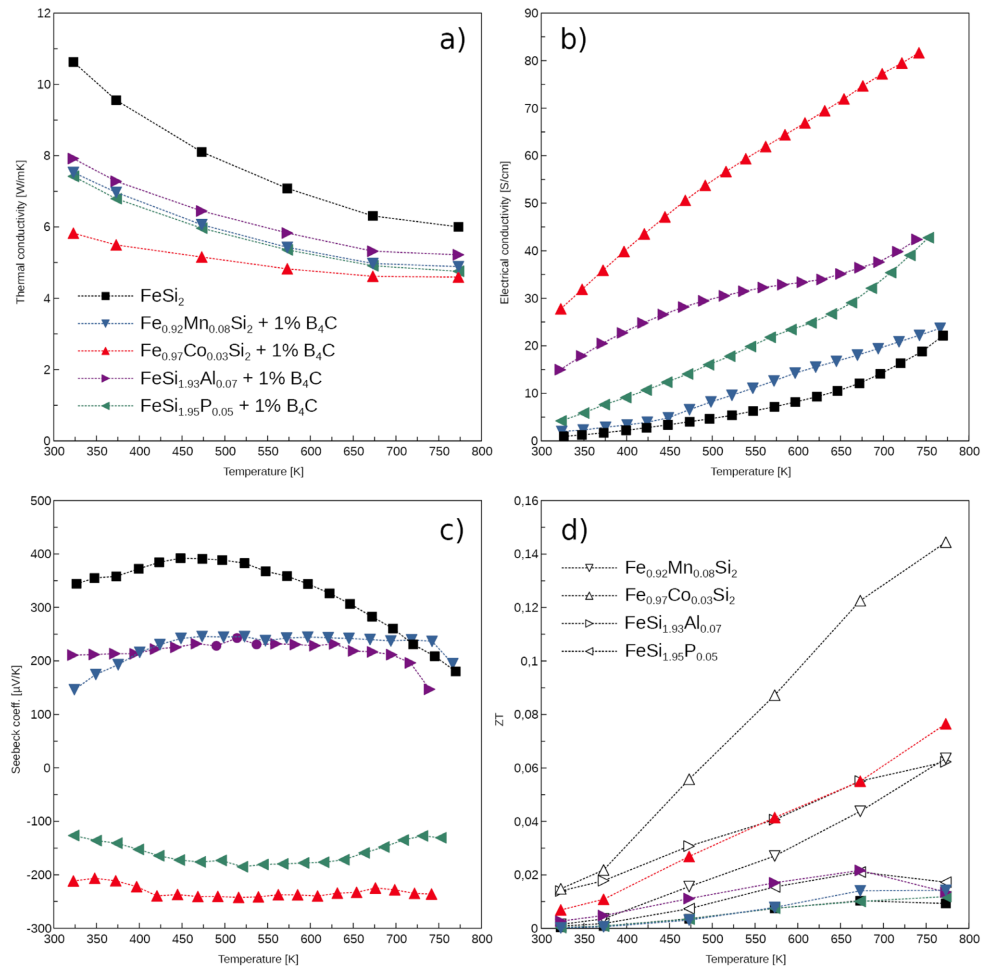 a)
12
10
8
6
4
2
0
300 350 400 450 500 550 600 650 700 750 800
Thermal conductivity [W/mK]
Temperature [K]
FeSi₂
Fe₀.₉₂Mn₀.₀₈Si₂ + 1% B₄C
Fe₀.₉₇Co₀.₀₃Si₂ + 1% B₄C
FeSi₁.₉₃Al₀.₀₇ + 1% B₄C
FeSi₁.₉₅P₀.₀₅ + 1% B₄C
b)
90
80
70
60
50
40
30
20
10
0
300 350 400 450 500 550 600 650 700 750 800
Electrical conductivity [S/cm]
Temperature [K]
c)
500
400
300
200
100
0
-100
-200
-300
300 350 400 450 500 550 600 650 700 750 800
Seebeck coeff. [µV/K]
Temperature [K]
d)
0,16
0,14
0,12
0,1
0,08
0,06
0,04
0,02
0
300 350 400 450 500 550 600 650 700 750 800
ZT
Temperature [K]
Fe₀.₉₂Mn₀.₀₈Si₂
Fe₀.₉₇Co₀.₀₃Si₂
FeSi₁.₉₃Al₀.₀₇
FeSi₁.₉₅P₀.₀₅